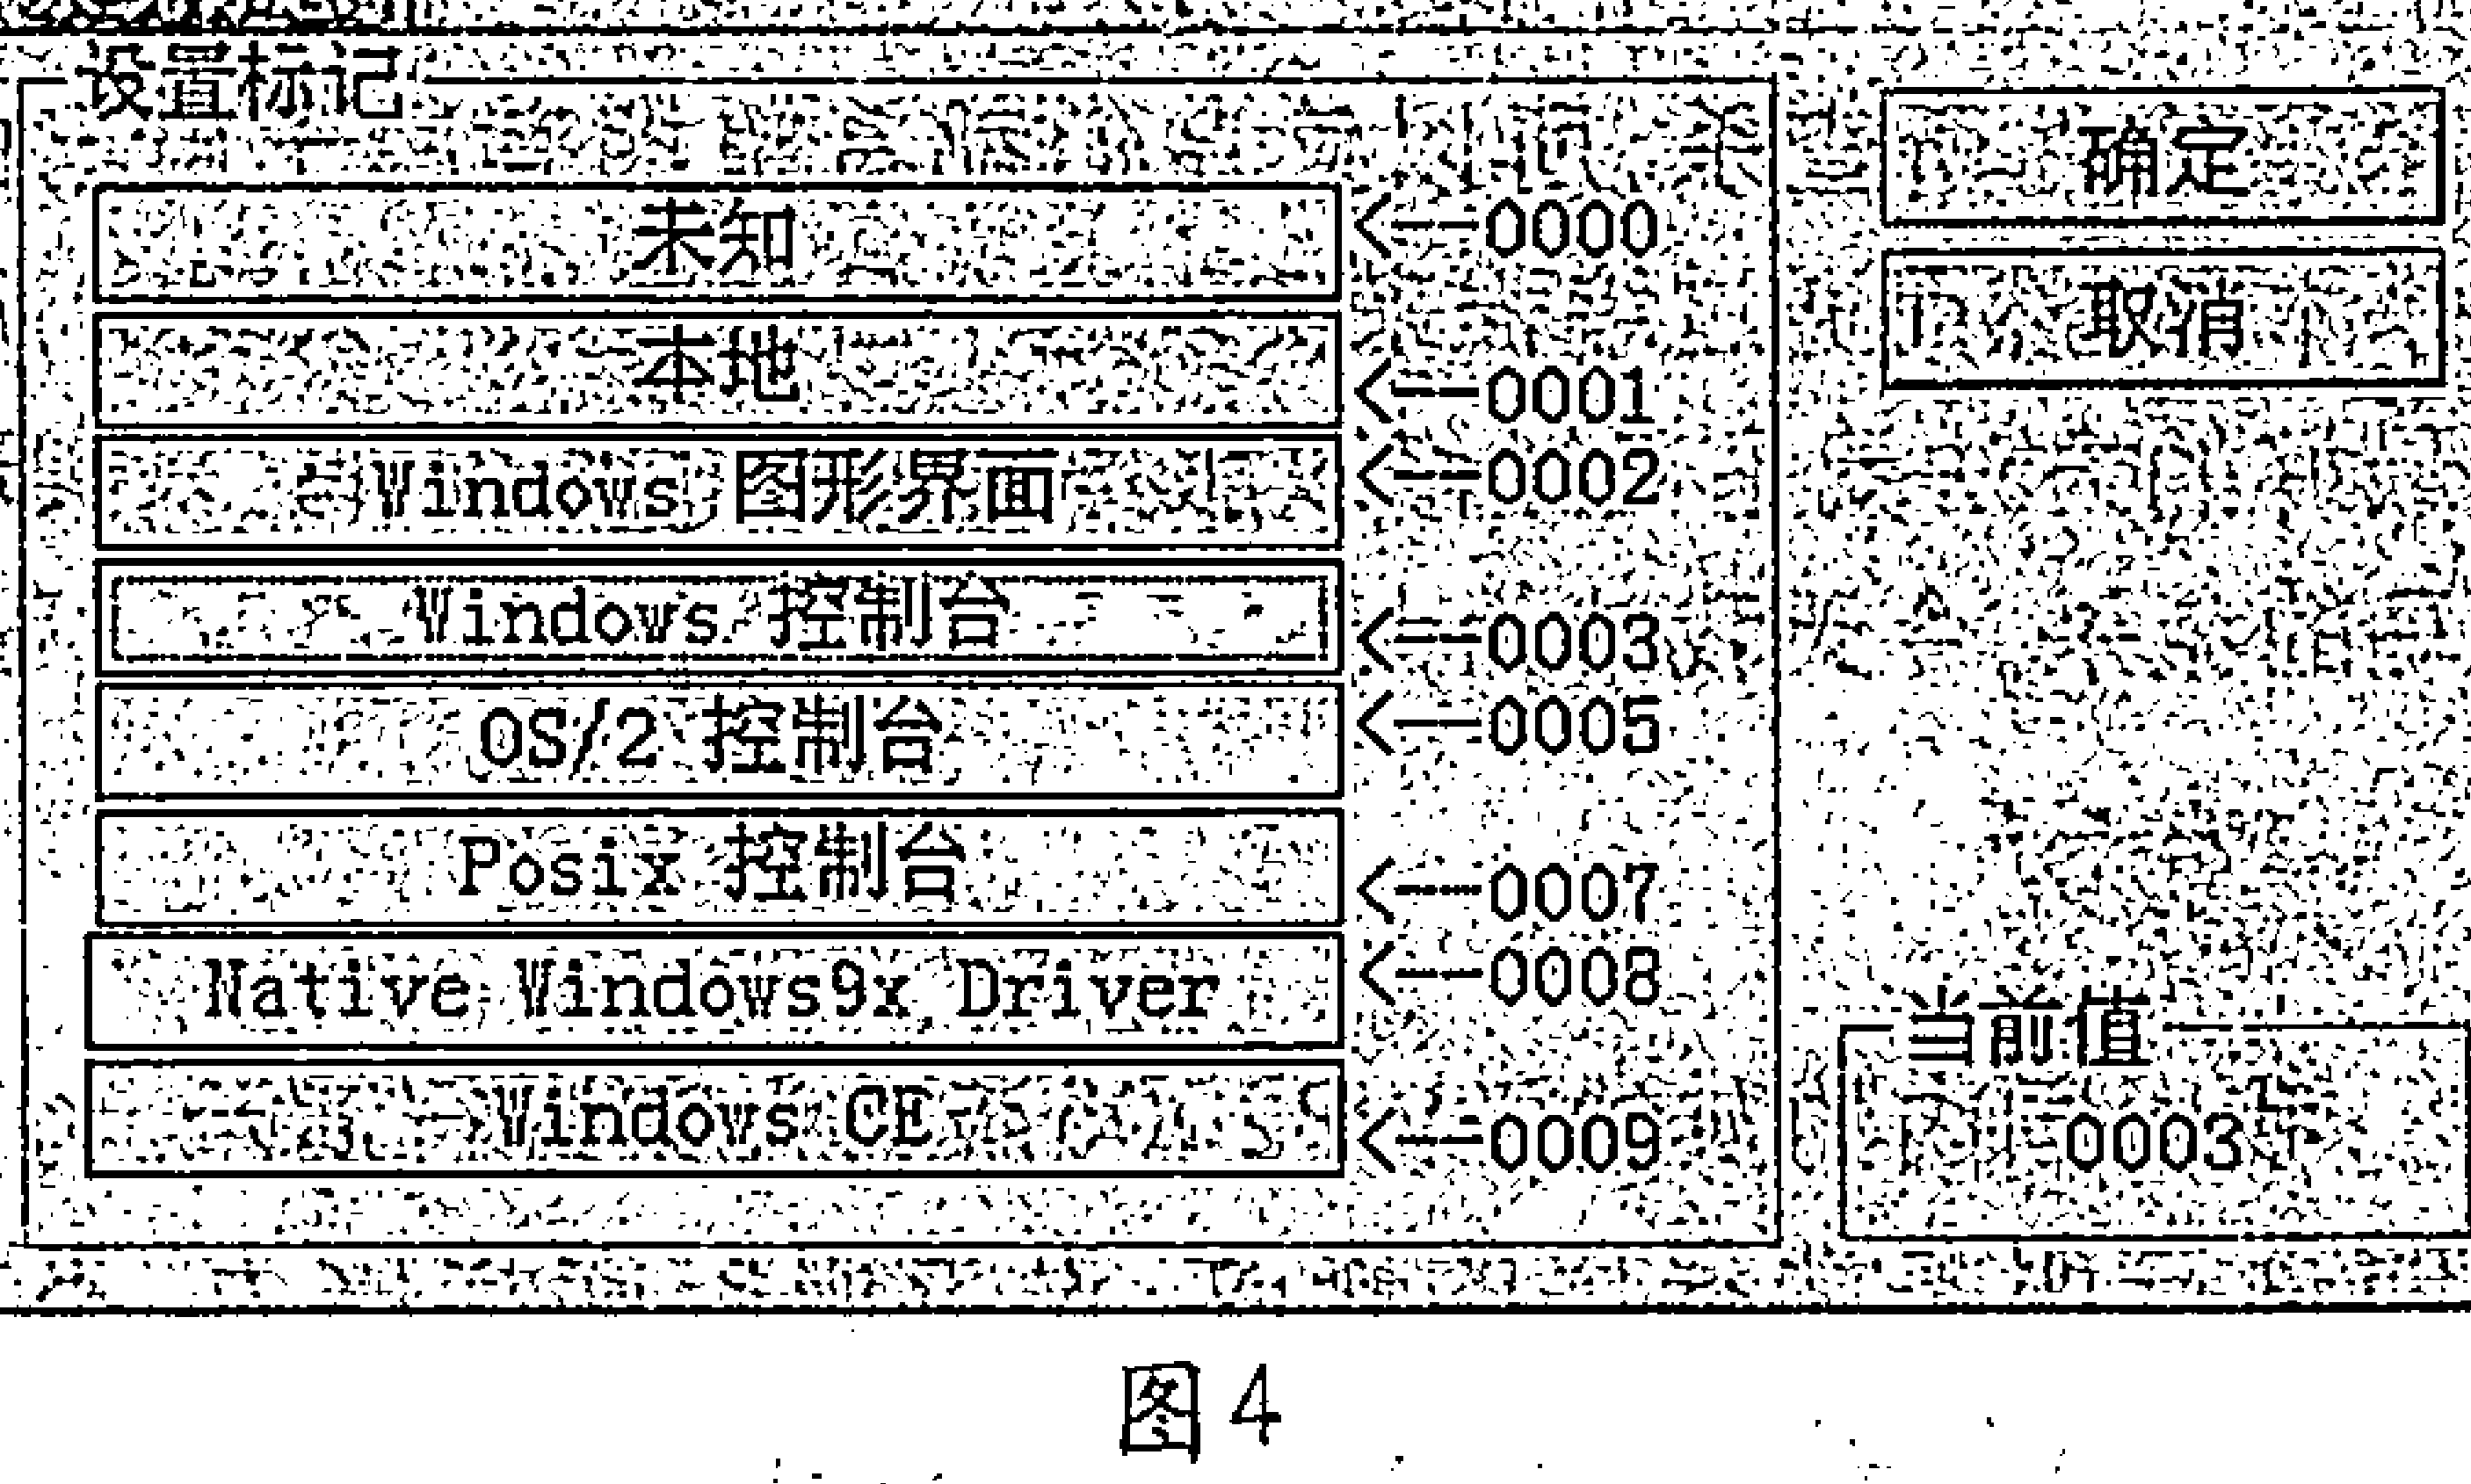 设置标记
未知 <--0000
本地 <--0001
Windows 图形界面 <--0002
Windows 控制台 <--0003
OS/2 控制台 <--0005
Posix 控制台 <--0007
Native Windows9x Driver <--0008
Windows CE <--0009
确定
取消
当前值
0003
图4